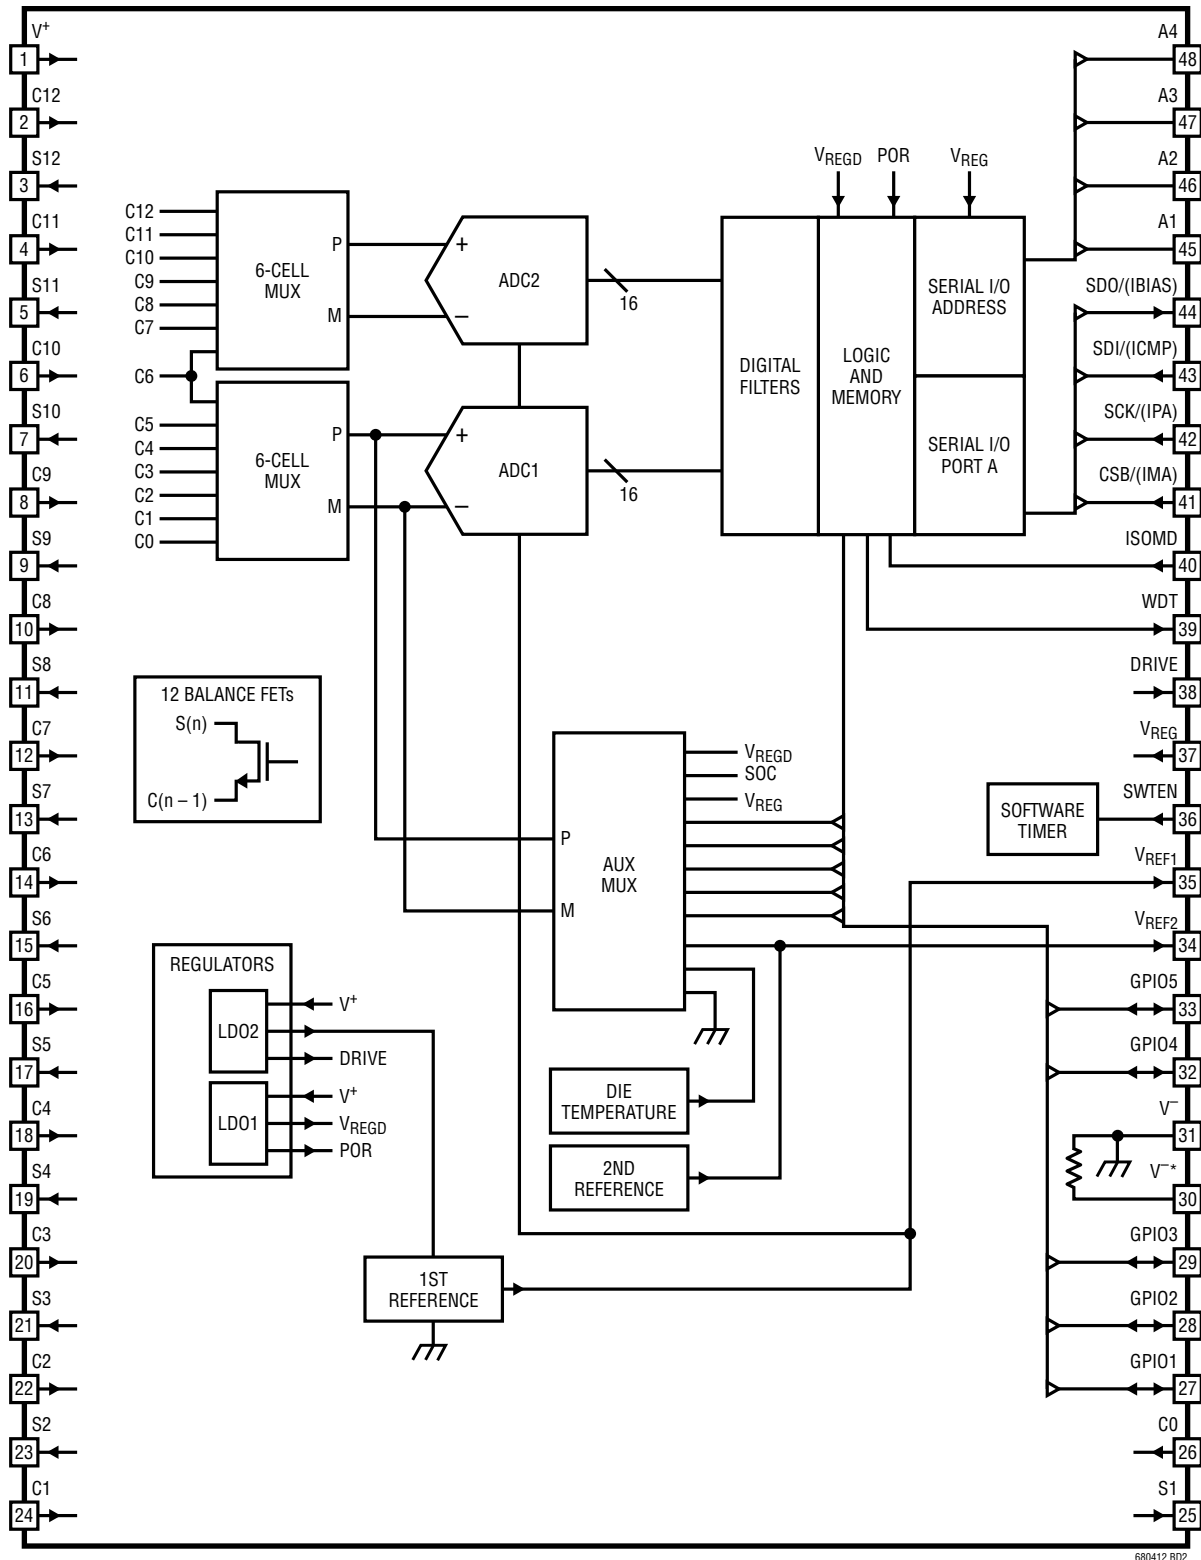 V+
1
C12
2
S12
3
C11
4
S11
5
C10
6
S10
7
C9
8
S9
9
C8
10
S8
11
C7
12
S7
13
C6
14
S6
15
C5
16
S5
17
C4
18
S4
19
C3
20
S3
21
C2
22
S2
23
C1
24
C12
C11
C10
C9
C8
C7
C6
C5
C4
C3
C2
C1
C0
6-CELL
MUX
P
M
6-CELL
MUX
P
M
+
–
ADC2
16
+
–
ADC1
16
VREGD
POR
VREG
DIGITAL
FILTERS
LOGIC
AND
MEMORY
SERIAL I/O
ADDRESS
SERIAL I/O
PORT A
12 BALANCE FETs
S(n)
C(n – 1)
P
M
AUX
MUX
VREGD
SOC
VREG
SOFTWARE
TIMER
REGULATORS
LDO2
V+
DRIVE
LDO1
V+
VREGD
POR
DIE
TEMPERATURE
2ND
REFERENCE
1ST
REFERENCE
A4
48
A3
47
A2
46
A1
45
SDO/(IBIAS)
44
SDI/(ICMP)
43
SCK/(IPA)
42
CSB/(IMA)
41
ISOMD
40
WDT
39
DRIVE
38
VREG
37
SWTEN
36
VREF1
35
VREF2
34
GPIO5
33
GPIO4
32
V–
31
V–*
30
GPIO3
29
GPIO2
28
GPIO1
27
C0
26
S1
25
680412 BD2